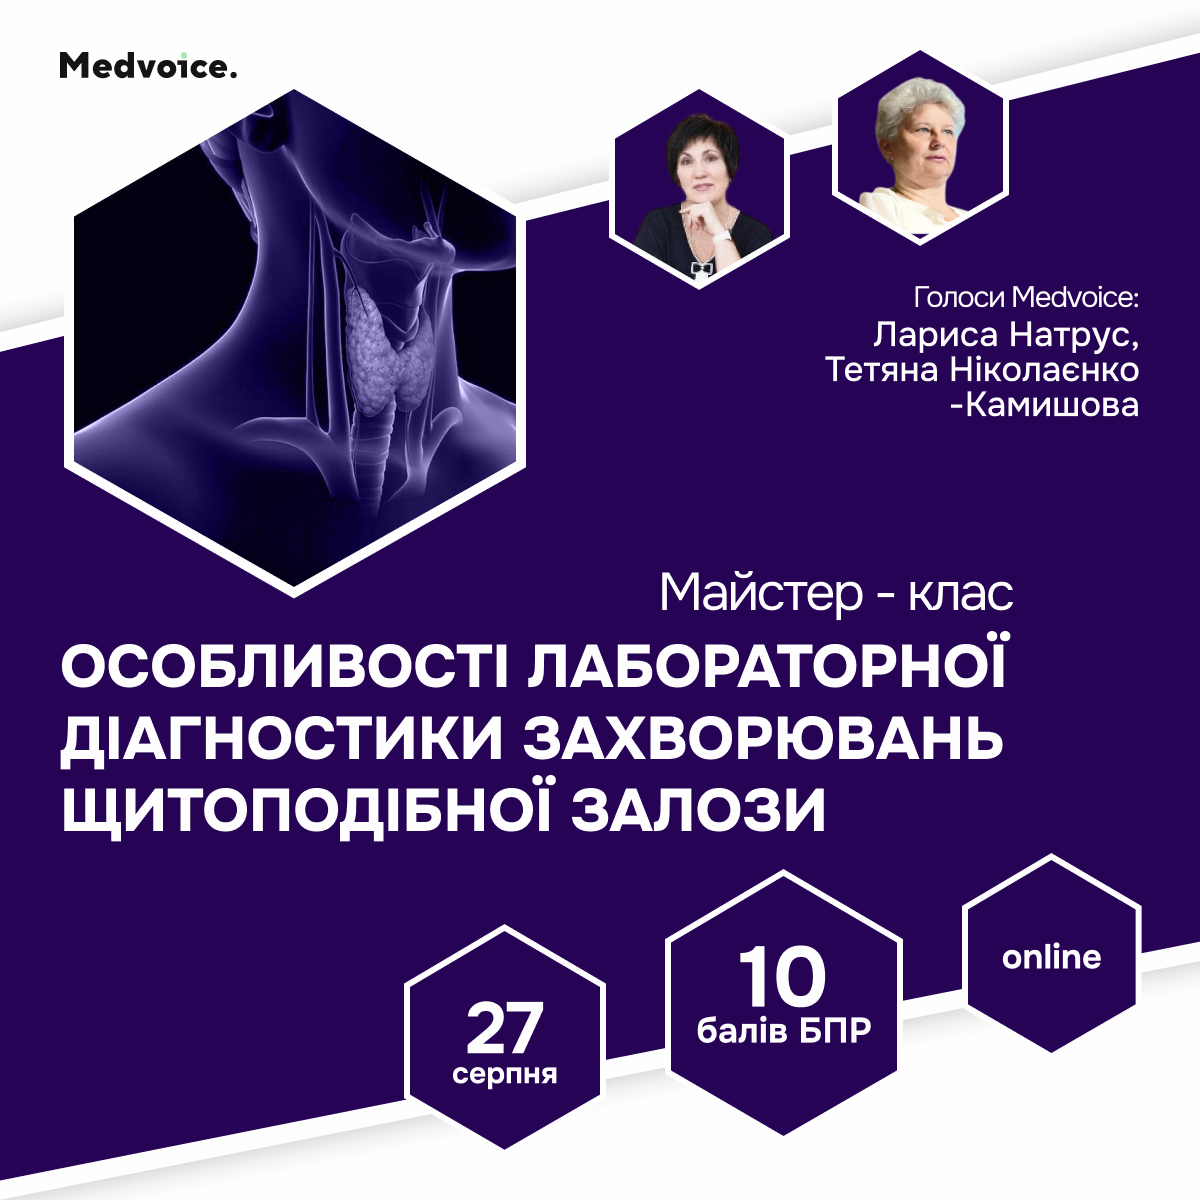 Medvoice.
Голоси Medvoice:
Лариса Натрус,
Тетяна Ніколаєнко
-Камишова
Майстер - клас
ОСОБЛИВОСТІ ЛАБОРАТОРНОЇ
ДІАГНОСТИКИ ЗАХВОРЮВАНЬ
ЩИТОПОДІБНОЇ ЗАЛОЗИ
27
серпня
10
балів БПР
online